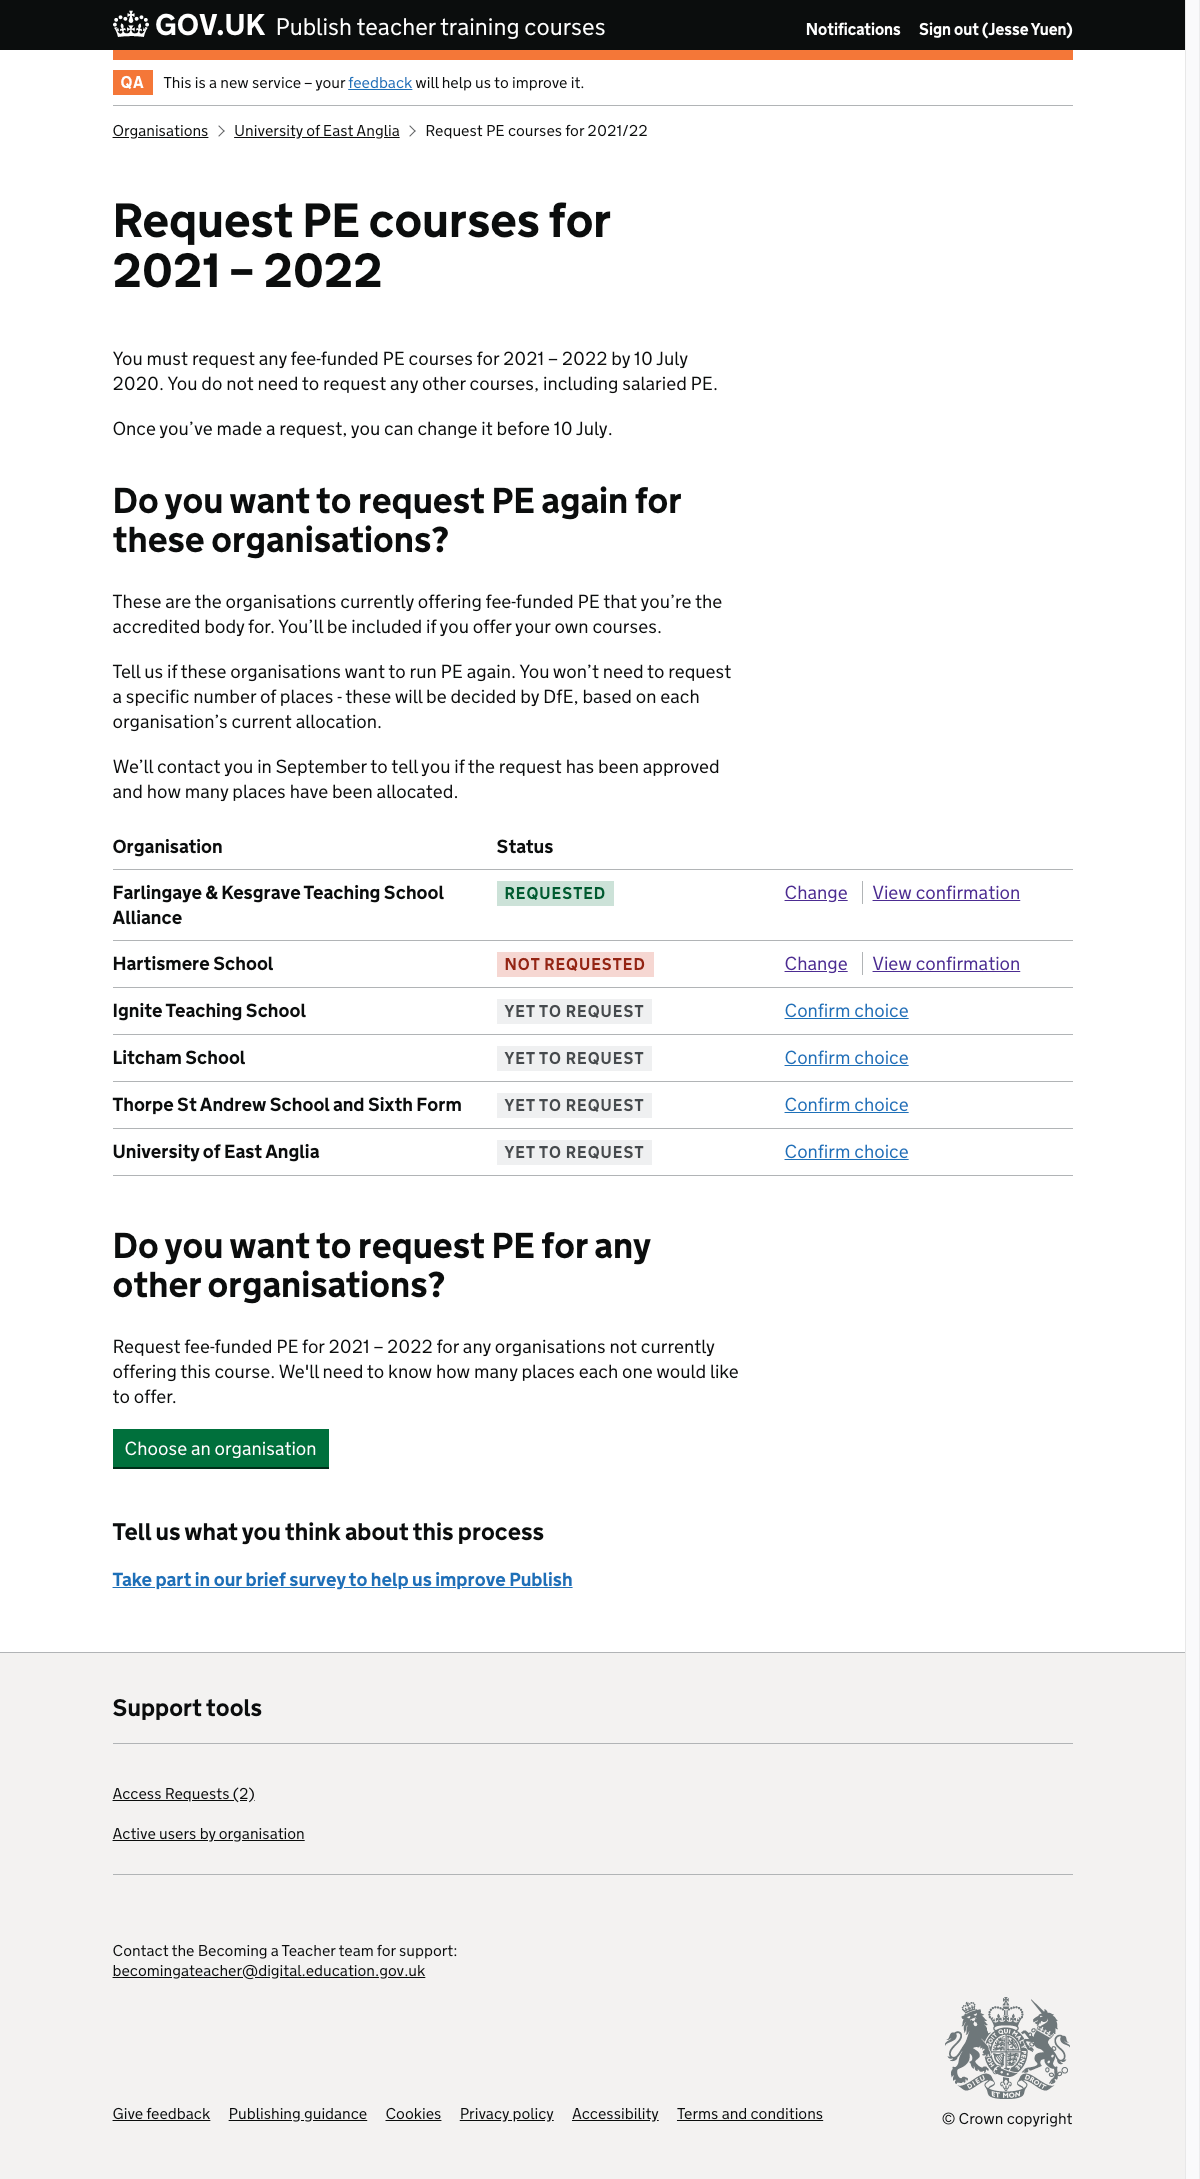 GOV.UK Publish teacher training courses Notifications Sign out (Jesse Yuen)
QA This is a new service – your feedback will help us to improve it.
Organisations University of East Anglia Request PE courses for 2021/22
Request PE courses for
2021 – 2022
You must request any fee-funded PE courses for 2021 – 2022 by 10 July
2020. You do not need to request any other courses, including salaried PE.
Once you’ve made a request, you can change it before 10 July.
Do you want to request PE again for
these organisations?
These are the organisations currently offering fee-funded PE that you’re the
accredited body for. You’ll be included if you offer your own courses.
Tell us if these organisations want to run PE again. You won’t need to request
a specific number of places - these will be decided by DfE, based on each
organisation’s current allocation.
We’ll contact you in September to tell you if the request has been approved
and how many places have been allocated.
Organisation Status
Farlingaye & Kesgrave Teaching School REQUESTED Change View confirmation
Alliance
Hartismere School NOT REQUESTED Change View confirmation
Ignite Teaching School YET TO REQUEST Confirm choice
Litcham School YET TO REQUEST Confirm choice
Thorpe St Andrew School and Sixth Form YET TO REQUEST Confirm choice
University of East Anglia YET TO REQUEST Confirm choice
Do you want to request PE for any
other organisations?
Request fee-funded PE for 2021 – 2022 for any organisations not currently
offering this course. We'll need to know how many places each one would like
to offer.
Choose an organisation
Tell us what you think about this process
Take part in our brief survey to help us improve Publish
Support tools
Access Requests (2)
Active users by organisation
Contact the Becoming a Teacher team for support:
becomingateacher@digital.education.gov.uk
DIEU ET MON DROIT
Give feedback Publishing guidance Cookies Privacy policy Accessibility Terms and conditions
© Crown copyright